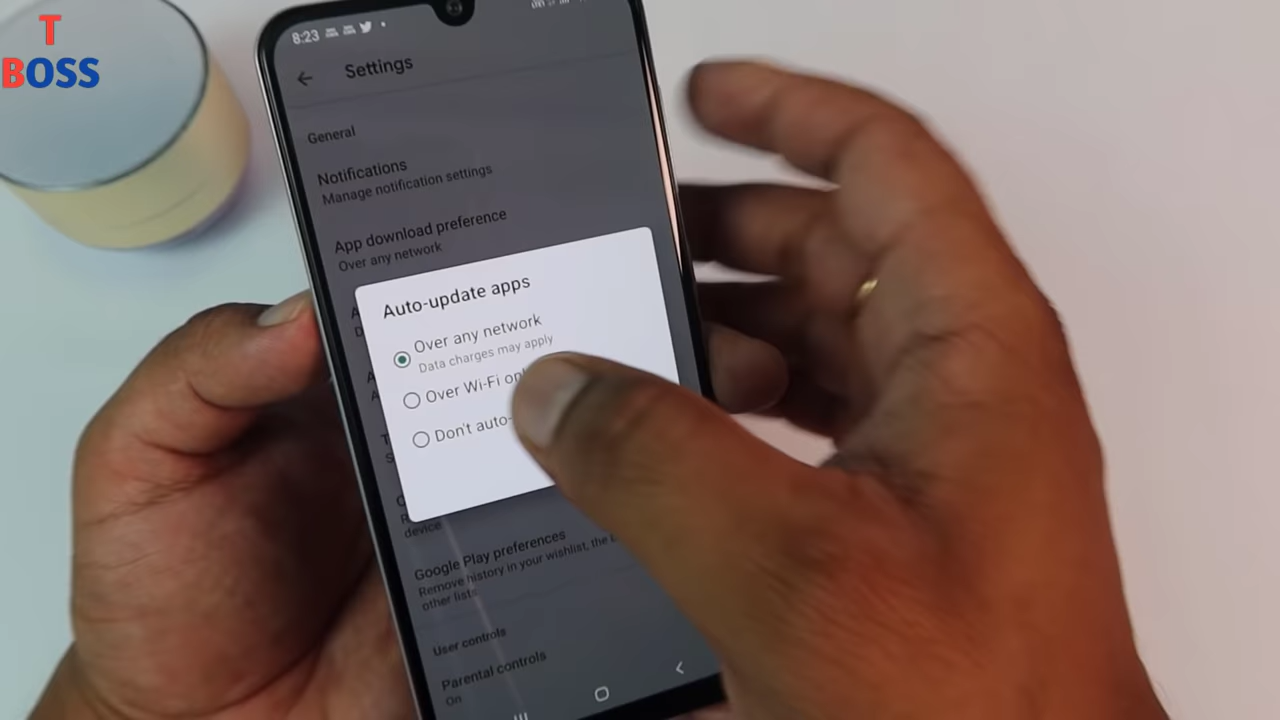 T
BOSS
8:23
Settings
General
Notifications
Manage notification settings
App download preference
Over any network
Auto-update apps
Over any network
Data charges may apply
Over Wi-Fi
Don't auto-
device
Google Play preferences
Remove history in your wishlist, the
other lists
User controls
Parental controls
On